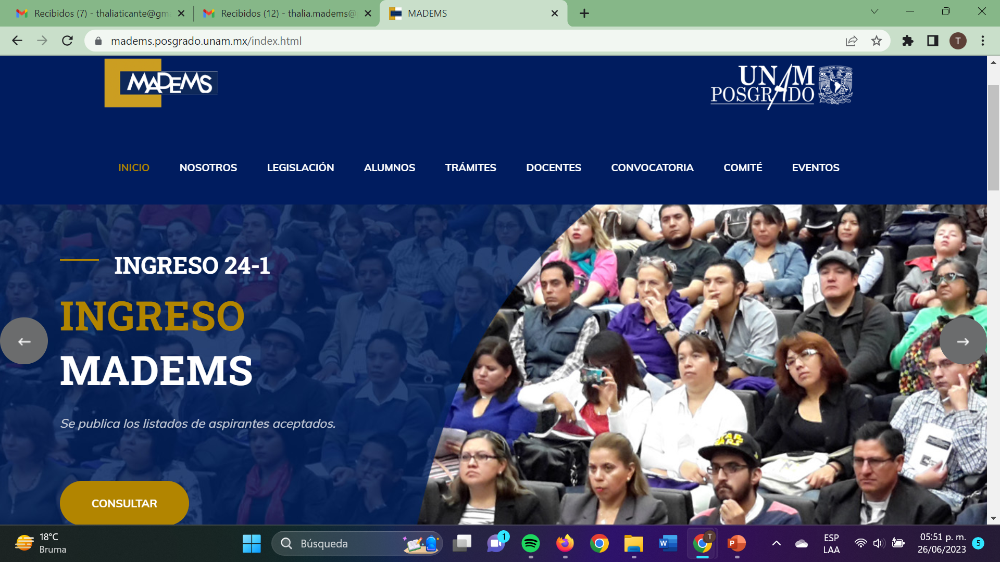 Recibidos (7) - thaliaticante@gm
Recibidos (12) - thalia.madems@
MADEMS
madems.posgrado.unam.mx/index.html
T
MADEMS
UNAM
POSGRADO
INICIO
NOSOTROS
LEGISLACIÓN
ALUMNOS
TRÁMITES
DOCENTES
CONVOCATORIA
COMITÉ
EVENTOS
INGRESO 24-1
INGRESO
MADEMS
Se publica los listados de aspirantes aceptados.
CONSULTAR
STAR
WARS
18°C
Bruma
Búsqueda
1
W
T
P
ESP
LAA
05:51 p. m.
26/06/2023
5